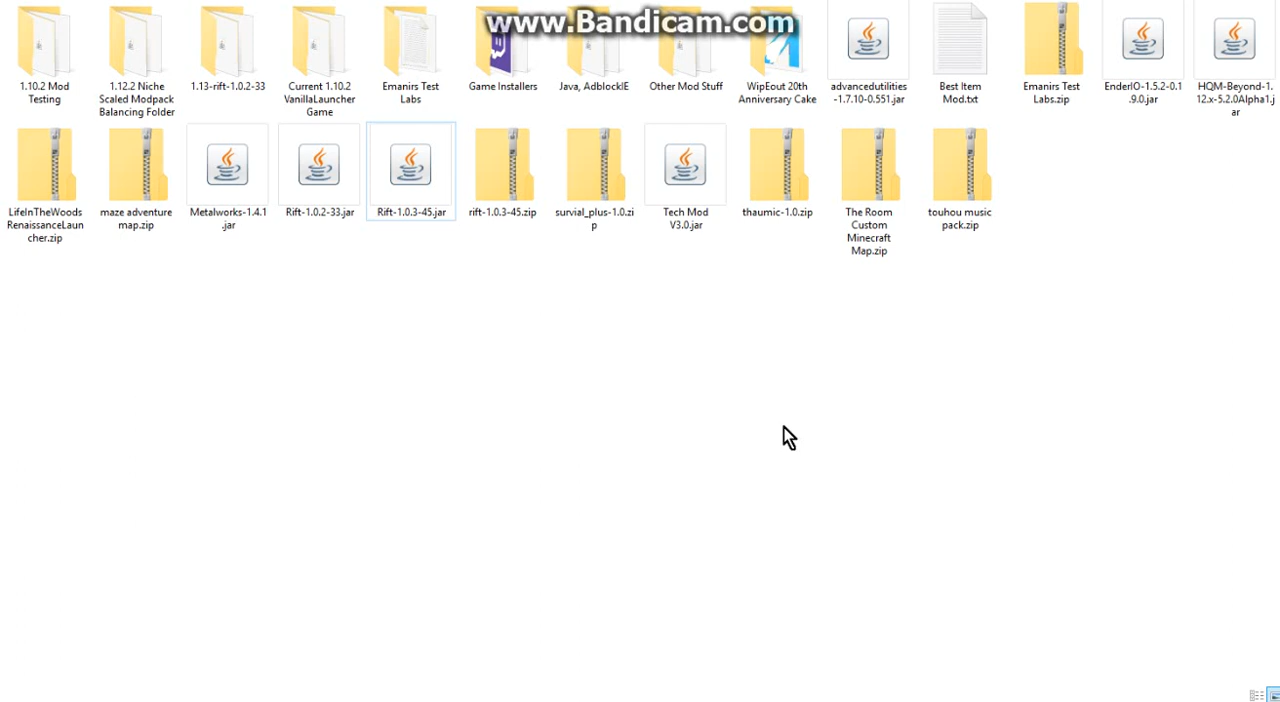 www.Bandicam.com
1.10.2 Mod
Testing
1.12.2 Niche
Scaled Modpack
Balancing Folder
1.13-rift-1.0.2-33
Current 1.10.2
VanillaLauncher
Game
Emanirs Test
Labs
Game Installers
Java, AdblockIE
Other Mod Stuff
WipEout 20th
Anniversary Cake
advancedutilities
-1.7.10-0.551.jar
Best Item
Mod.txt
Emanirs Test
Labs.zip
EnderIO-1.5.2-0.1
.9.0.jar
HQM-Beyond-1.
12.x-5.2.0Alpha1.j
ar
LifeInTheWoods
RenaissanceLaun
cher.zip
maze adventure
map.zip
Metalworks-1.4.1
.jar
Rift-1.0.2-33.jar
Rift-1.0.3-45.jar
rift-1.0.3-45.zip
survial_plus-1.0.zi
p
Tech Mod
V3.0.jar
thaumic-1.0.zip
The Room
Custom
Minecraft
Map.zip
touhou music
pack.zip